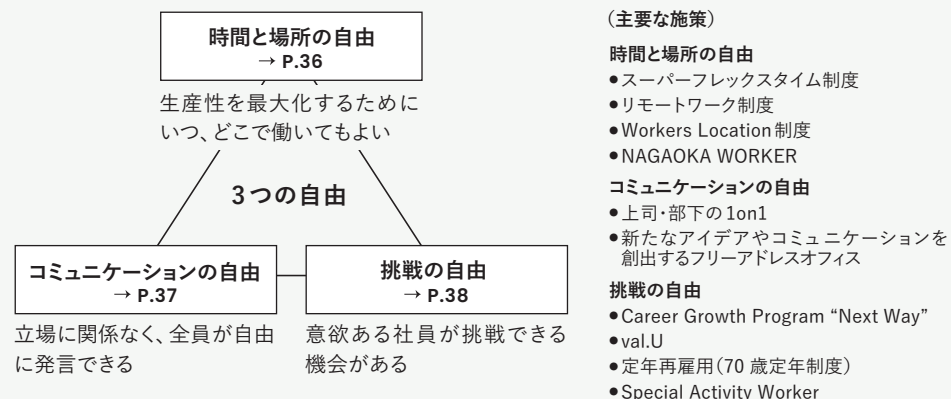 時間と場所の自由
→ P.36
生産性を最大化するために
いつ、どこで働いてもよい
3つの自由
コミュニケーションの自由
→ P.37
立場に関係なく、全員が自由
に発言できる
挑戦の自由
→ P.38
意欲ある社員が挑戦できる
機会がある
（主要な施策）
時間と場所の自由
●スーパーフレックスタイム制度
●リモートワーク制度
●Workers Location制度
●NAGAOKA WORKER
コミュニケーションの自由
●上司・部下の1on1
●新たなアイデアやコミュニケーションを
創出するフリーアドレスオフィス
挑戦の自由
●Career Growth Program “Next Way”
●val.U
●定年再雇用（70歳定年制度）
●Special Activity Worker